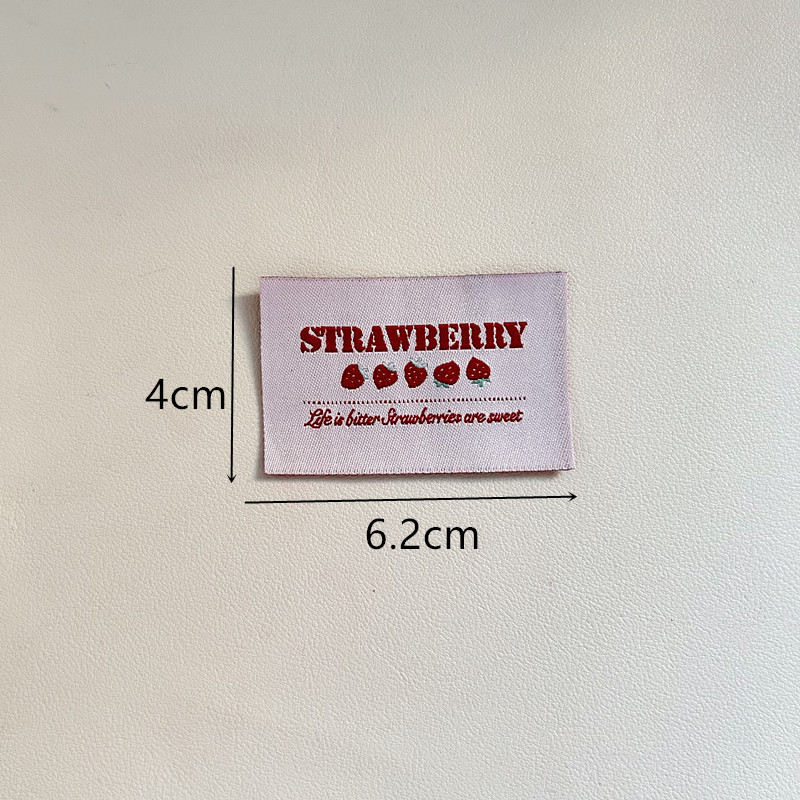 STRAWBERRY
Life is bitter Strawberries are sweet
4cm
6.2cm